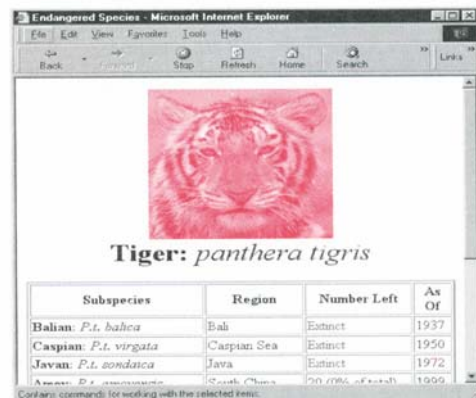 Endangered Species - Microsoft Internet Explorer
File Edit View Favorites Tools Help
Back Forward Stop Refresh Home Search » Links »
Tiger: panthera tigris
Subspecies Region Number Left As Of
Balian: P.t. balica Bali Extinct 1937
Caspian: P.t. virgata Caspian Sea Extinct 1950
Javan: P.t. sondaica Java Extinct 1972
Amoy: P.t. amoyensis South China 20 (0% of total) 1999
Contains commands for working with the selected items.